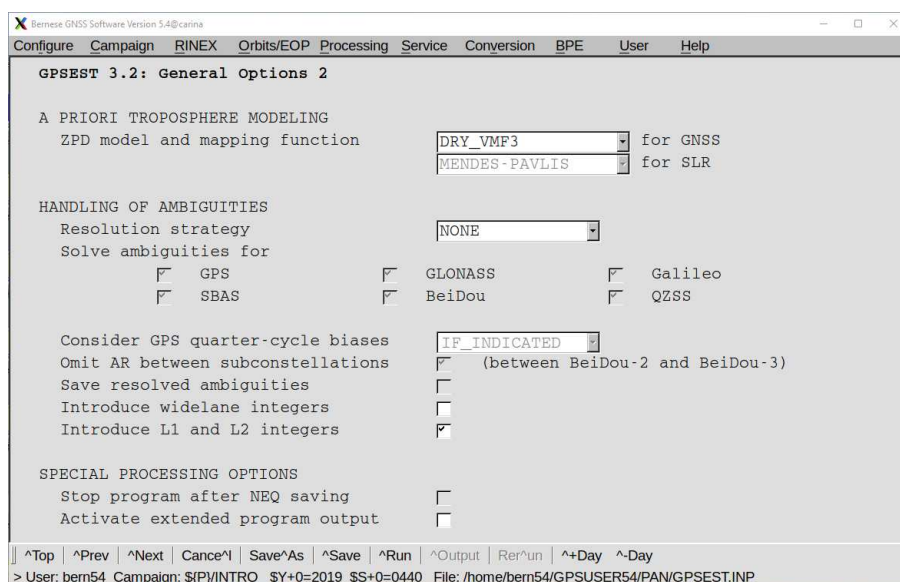 Bernese GNSS Software Version 5.4@carina
Configure Campaign RINEX Orbits/EOP Processing Service Conversion BPE User Help
GPSEST 3.2: General Options 2
A PRIORI TROPOSPHERE MODELING
ZPD model and mapping function DRY_VMF3 for GNSS
MENDES-PAVLIS for SLR
HANDLING OF AMBIGUITIES
Resolution strategy NONE
Solve ambiguities for
GPS GLONASS Galileo
SBAS BeiDou QZSS
Consider GPS quarter-cycle biases IF_INDICATED
Omit AR between subconstellations (between BeiDou-2 and BeiDou-3)
Save resolved ambiguities
Introduce widelane integers
Introduce L1 and L2 integers
SPECIAL PROCESSING OPTIONS
Stop program after NEQ saving
Activate extended program output
^Top | ^Prev | ^Next | Cance^l | Save^As | ^Save | ^Run | ^Output | Rer^un | ^+Day ^-Day
> User: bern54 Campaign: ${P}/INTRO $Y+0=2019 $S+0=0440 File: /home/bern54/GPSUSER54/PAN/GPSEST.INP